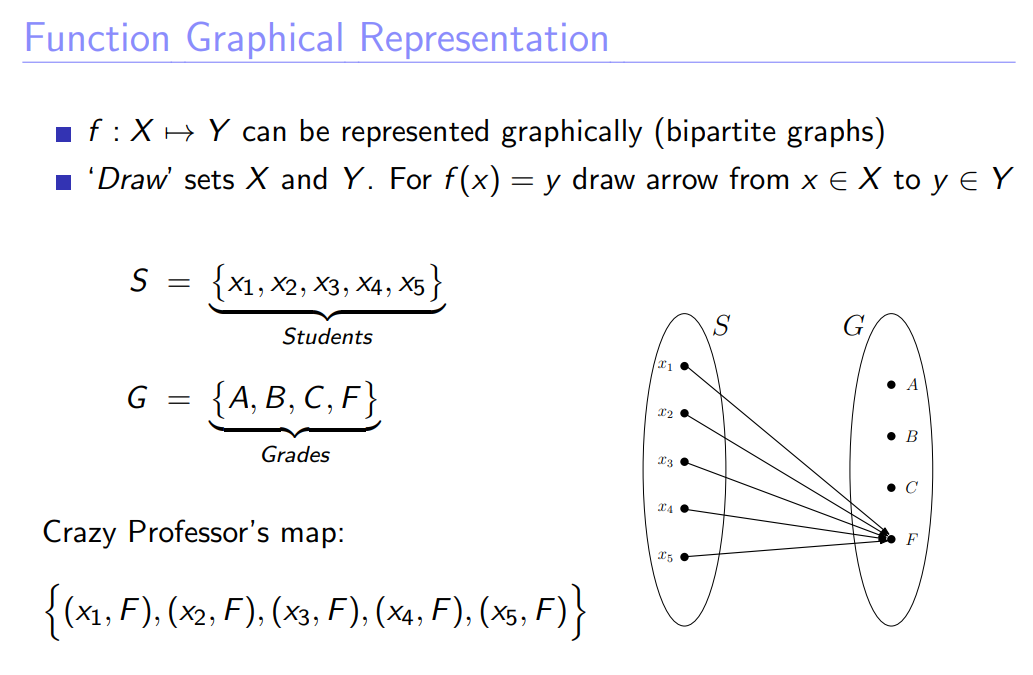 Function Graphical Representation
f : X ↦ Y can be represented graphically (bipartite graphs)
‘Draw’ sets X and Y. For f(x) = y draw arrow from x ∈ X to y ∈ Y
S = {x₁, x₂, x₃, x₄, x₅}
Students
G = {A, B, C, F}
Grades
Crazy Professor's map:
{(x₁, F), (x₂, F), (x₃, F), (x₄, F), (x₅, F)}
S
G
x₁
x₂
x₃
x₄
x₅
A
B
C
F